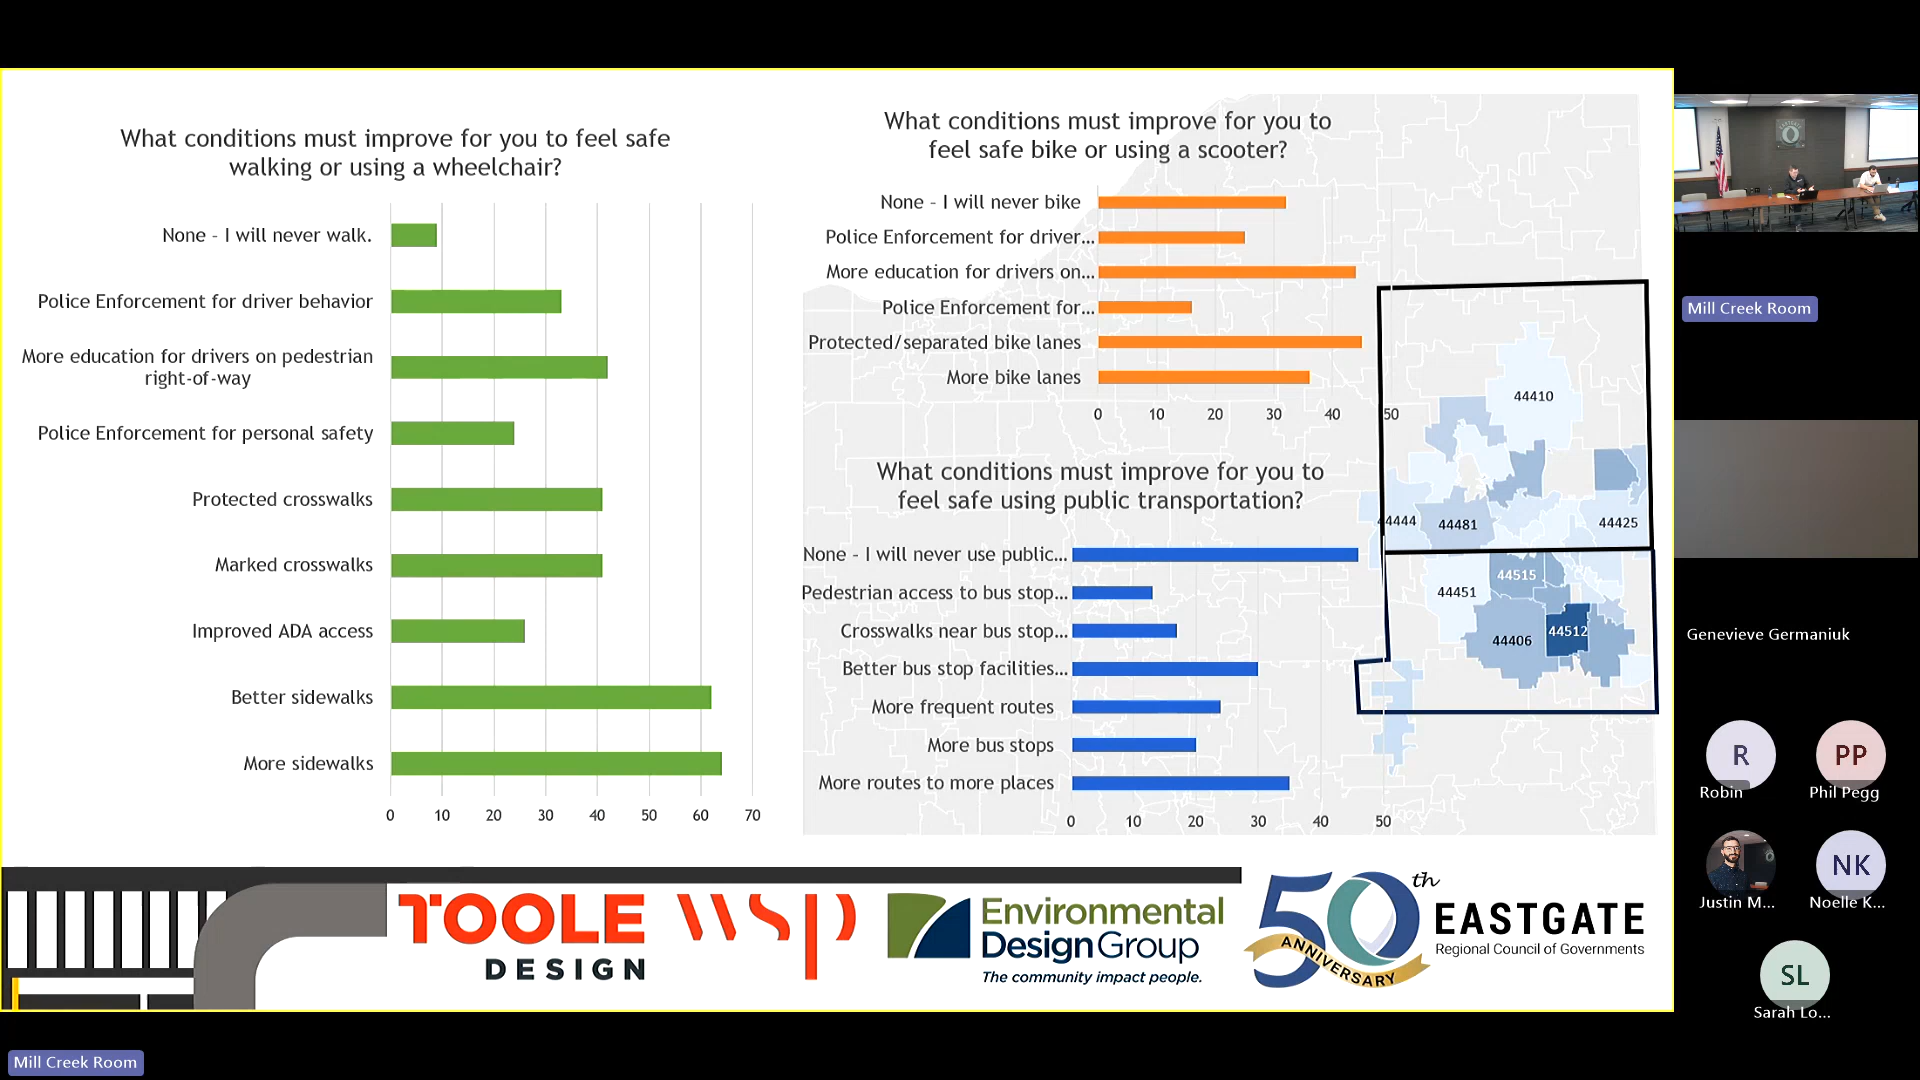 What conditions must improve for you to feel safe
walking or using a wheelchair?
None - I will never walk.
Police Enforcement for driver behavior
More education for drivers on pedestrian
right-of-way
Police Enforcement for personal safety
Protected crosswalks
Marked crosswalks
Improved ADA access
Better sidewalks
More sidewalks
0 10 20 30 40 50 60 70
What conditions must improve for you to
feel safe bike or using a scooter?
None - I will never bike
Police Enforcement for driver...
More education for drivers on...
Police Enforcement for...
Protected/separated bike lanes
More bike lanes
0 10 20 30 40 50
What conditions must improve for you to
feel safe using public transportation?
None - I will never use public...
Pedestrian access to bus stop...
Crosswalks near bus stop...
Better bus stop facilities...
More frequent routes
More bus stops
More routes to more places
0 10 20 30 40 50
44410
44444
44481
44425
44515
44451
44512
44406
TOOLE
DESIGN
wsp
Environmental
DesignGroup
The community impact people.
50th
ANNIVERSARY
EASTGATE
Regional Council of Governments
Mill Creek Room
Genevieve Germaniuk
R
Robin
PP
Phil Pegg
Justin M...
NK
Noelle K...
SL
Sarah Lo...
Mill Creek Room